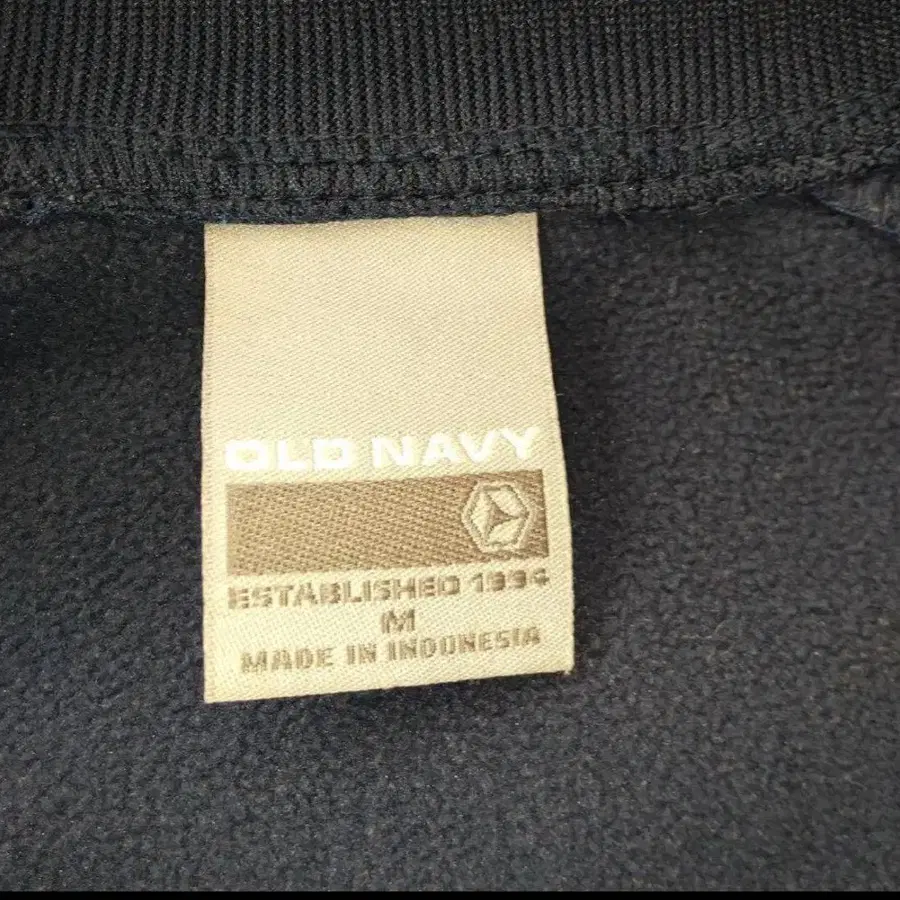 OLD NAVY
ESTABLISHED 1994
M
MADE IN INDONESIA